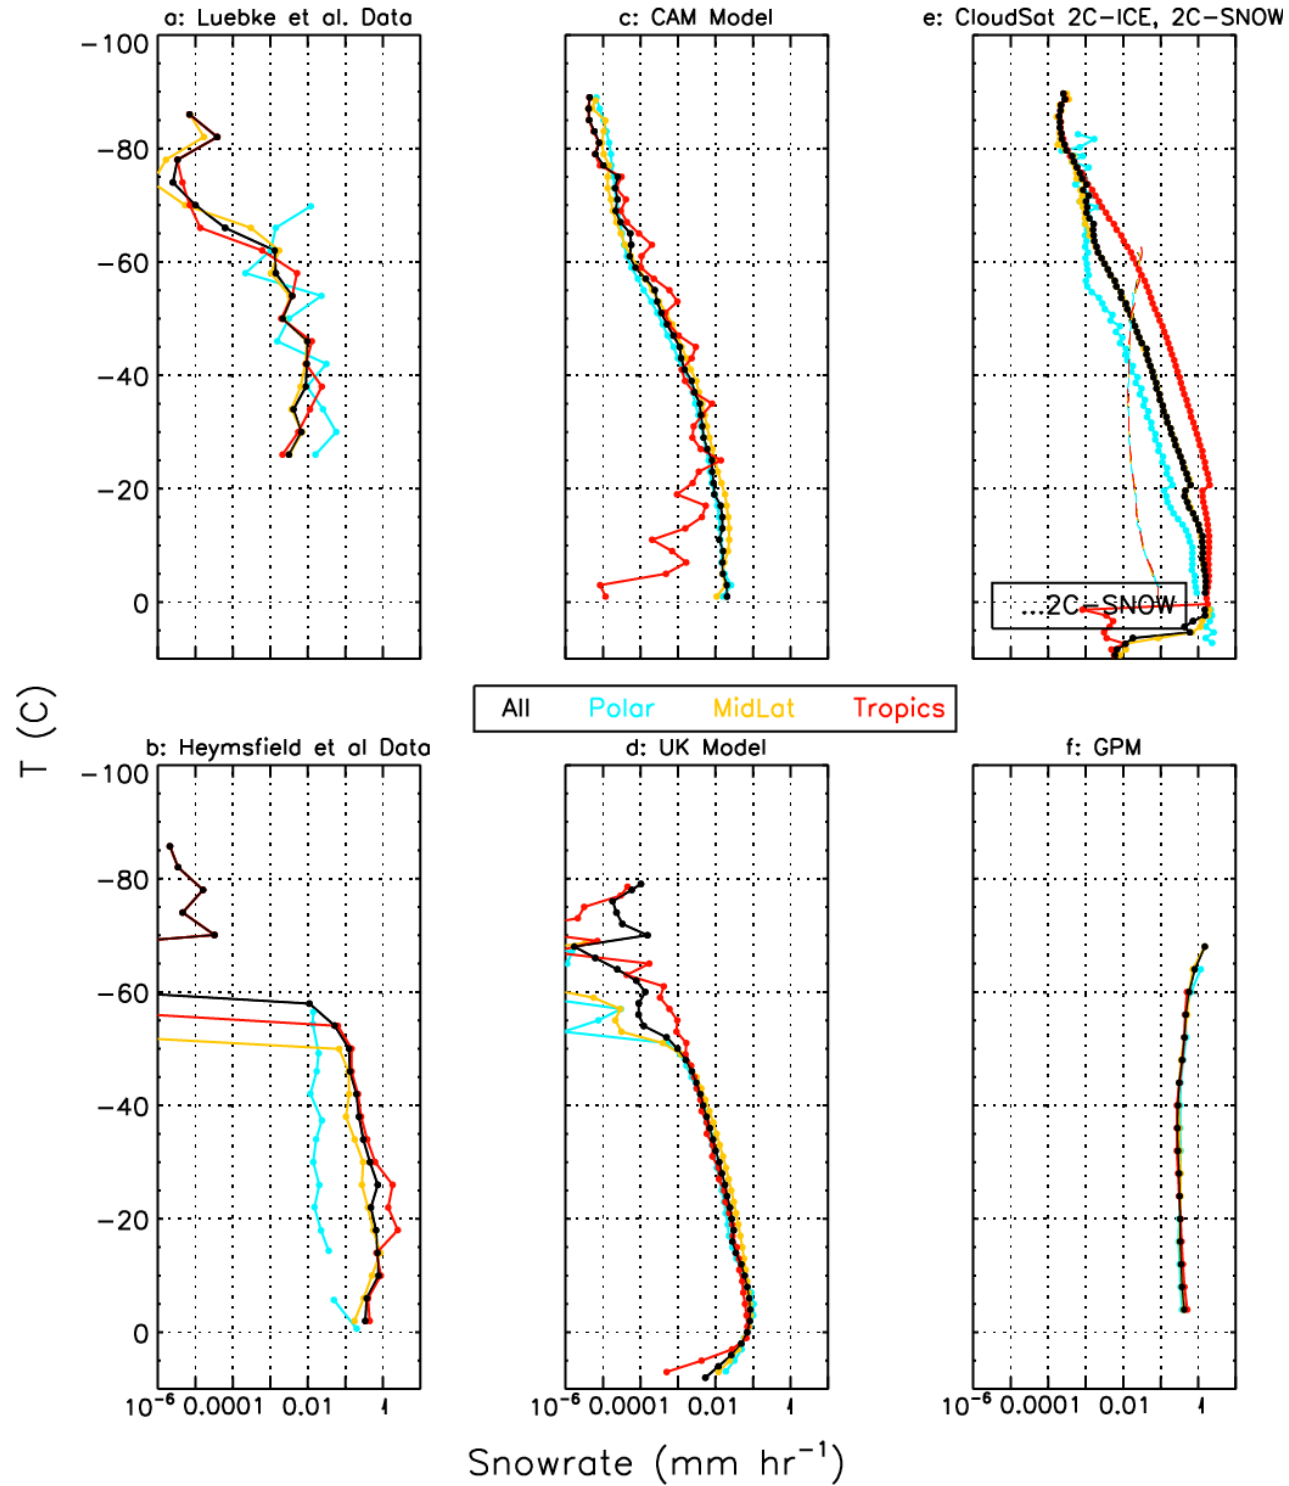 a: Luebke et al. Data
c: CAM Model
e: CloudSat 2C-ICE, 2C-SNOW
-100
-80
-60
-40
-20
0
...2C-SNOW
All Polar MidLat Tropics
T (C)
b: Heymsfield et al Data
d: UK Model
f: GPM
-100
-80
-60
-40
-20
0
10^-6 0.0001 0.01 1
10^-6 0.0001 0.01 1
10^-6 0.0001 0.01 1
Snowrate (mm hr^-1)